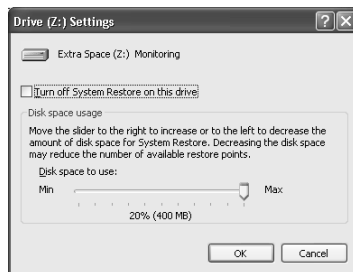 Drive (Z:) Settings
Extra Space (Z:) Monitoring
Turn off System Restore on this drive
Disk space usage
Move the slider to the right to increase or to the left to decrease the
amount of disk space for System Restore. Decreasing the disk space
may reduce the number of available restore points.
Disk space to use:
Min Max
20% (400 MB)
OK Cancel